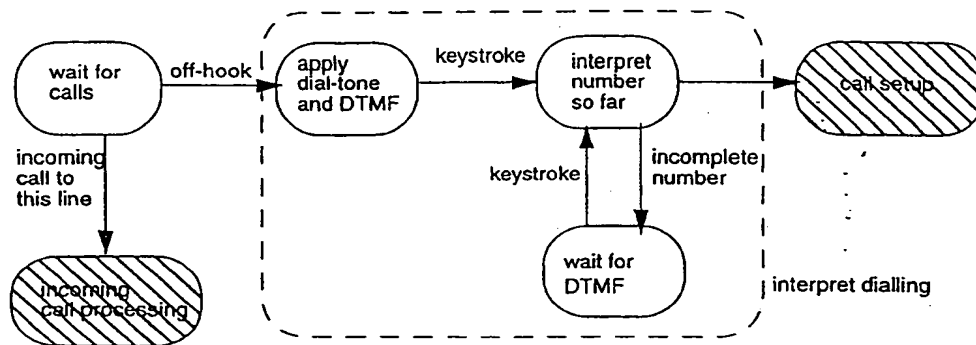 wait for
calls
off-hook
apply
dial-tone
and DTMF
keystroke
interpret
number
so far
call setup
incoming
call to
this line
keystroke
incomplete
number
wait for
DTMF
interpret dialling
incoming
call processing